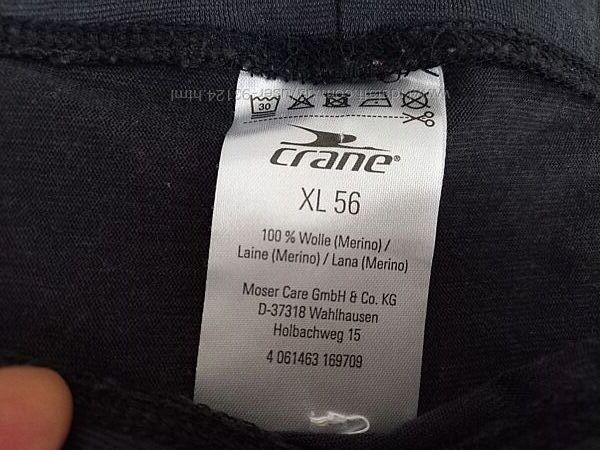 30
crane®
XL 56
100 % Wolle (Merino) /
Laine (Merino) / Lana (Merino)
Moser Care GmbH & Co. KG
D-37318 Wahlhausen
Holbachweg 15
4 061463 169709